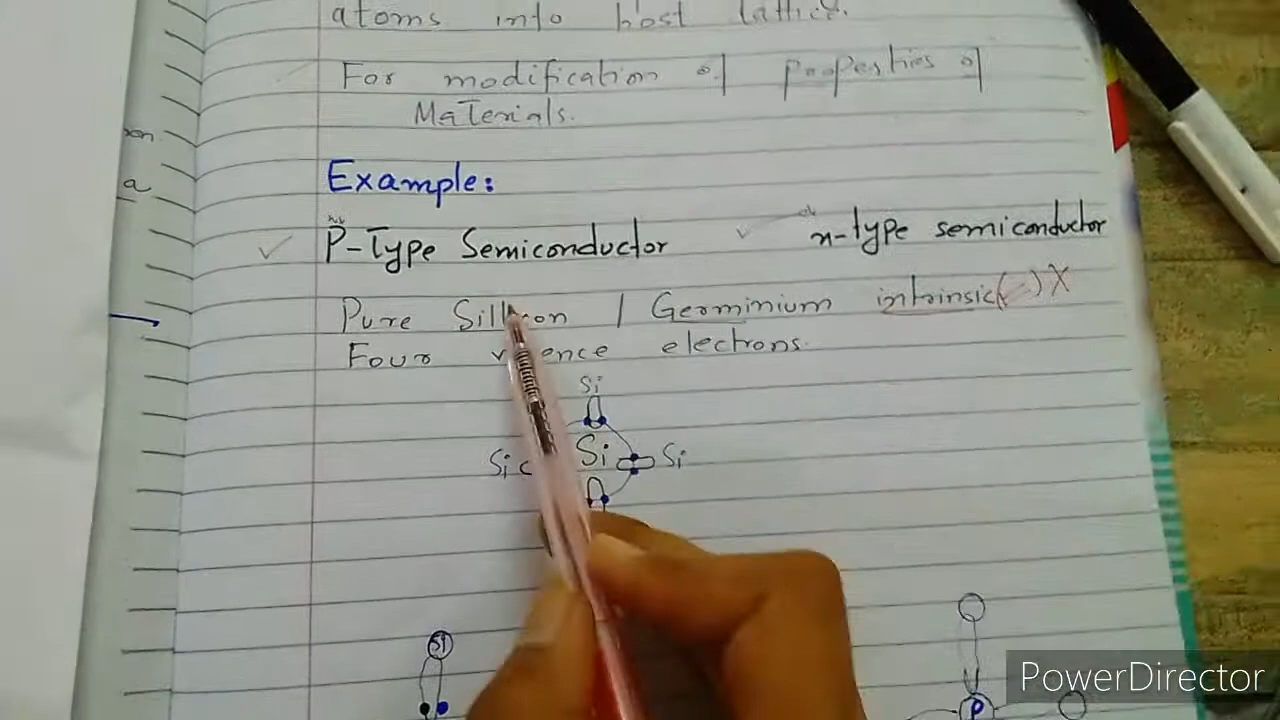 atoms into host lattice.
For modification of properties of
Materials.
Example:
P-Type Semiconductor n-type semiconductor
Pure Silicon / Germinium intrinsic(-)X
Four electrons.
Si
Si Si Si
Si
P
PowerDirector